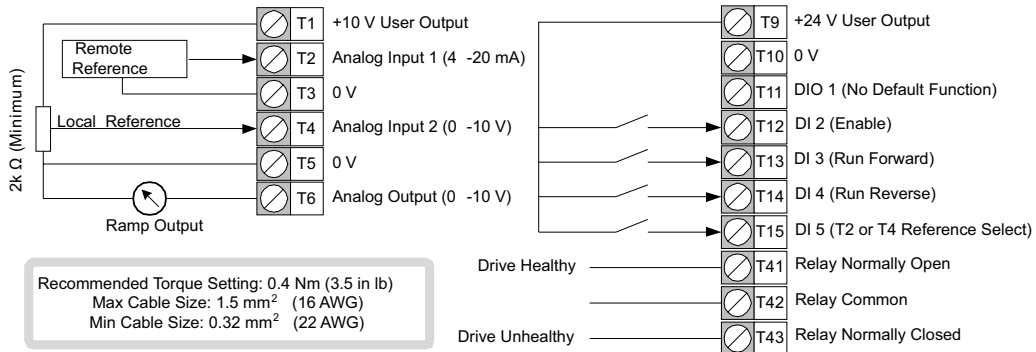 T1 +10 V User Output
Remote
Reference
T2 Analog Input 1 (4 -20 mA)
T3 0 V
2k Ω (Minimum)
Local Reference
T4 Analog Input 2 (0 -10 V)
T5 0 V
T6 Analog Output (0 -10 V)
Ramp Output
Recommended Torque Setting: 0.4 Nm (3.5 in lb)
Max Cable Size: 1.5 mm² (16 AWG)
Min Cable Size: 0.32 mm² (22 AWG)
T9 +24 V User Output
T10 0 V
T11 DIO 1 (No Default Function)
T12 DI 2 (Enable)
T13 DI 3 (Run Forward)
T14 DI 4 (Run Reverse)
T15 DI 5 (T2 or T4 Reference Select)
Drive Healthy T41 Relay Normally Open
T42 Relay Common
Drive Unhealthy T43 Relay Normally Closed